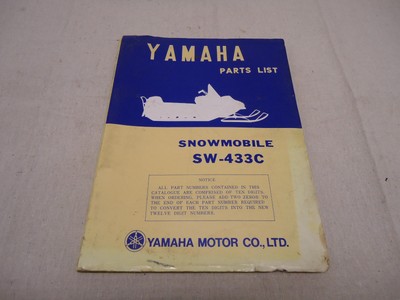 YAMAHA
PARTS LIST
SNOWMOBILE
SW-433C
NOTICE
ALL PART NUMBERS CONTAINED IN THIS
CATALOGUE ARE COMPRISED OF TEN DIGITS.
WHEN ORDERING, PLEASE ADD TWO ZEROS TO
THE END OF EACH PART NUMBER REQUIRED
TO CONVERT THE TEN DIGITS INTO THE NEW
TWELVE DIGIT NUMBERS.
YAMAHA MOTOR CO., LTD.